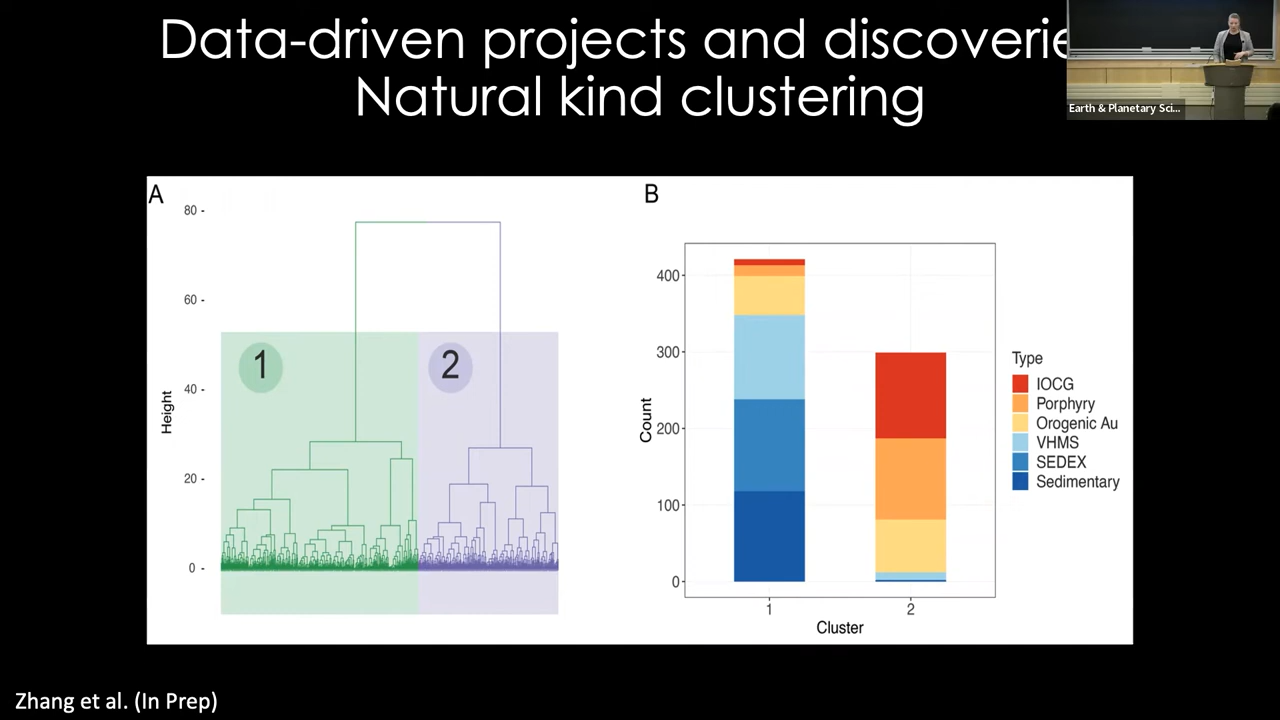 Data-driven projects and discoverie
Natural kind clustering
Earth & Planetary Sci...
A
80 -
60 -
40 -
20 -
0 -
Height
1
2
B
400
300
200
100
0
Count
1
2
Cluster
Type
IOCG
Porphyry
Orogenic Au
VHMS
SEDEX
Sedimentary
Zhang et al. (In Prep)